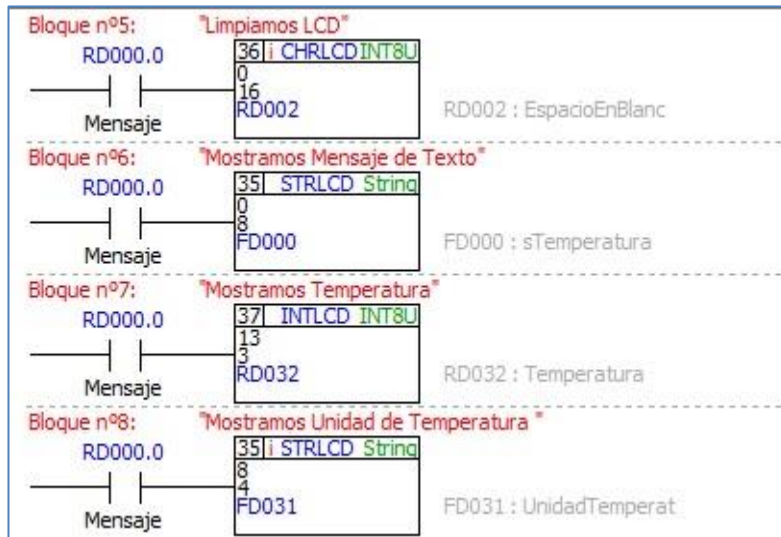 Bloque nº5: "Limpiamos LCD"
RD000.0 36 i CHRLCD INT8U
0
16
RD002 RD002 : EspacioEnBlanc
Mensaje
Bloque nº6: "Mostramos Mensaje de Texto"
RD000.0 35 STRLCD String
0
8
FD000 FD000 : sTemperatura
Mensaje
Bloque nº7: "Mostramos Temperatura"
RD000.0 37 INTLCD INT8U
13
3
RD032 RD032 : Temperatura
Mensaje
Bloque nº8: "Mostramos Unidad de Temperatura "
RD000.0 35 i STRLCD String
8
4
FD031 FD031 : UnidadTemperat
Mensaje